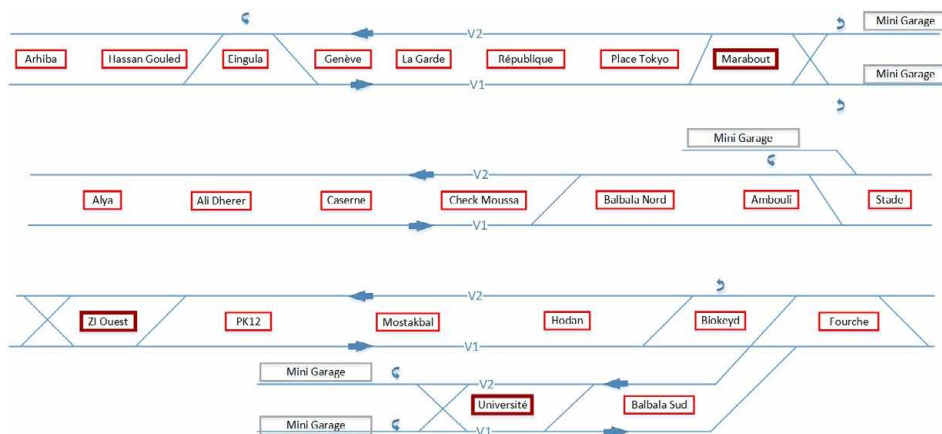 Mini Garage
V2
Arhiba Hassan Gouled Eingula Genève La Garde République Place Tokyo Marabout
Mini Garage
V1
Mini Garage
V2
Alya Ali Dherer Caserne Check Moussa Balbala Nord Ambouli Stade
V1
V2
ZI Ouest PK12 Mostakbal Hodan Biokeyd Fourche
V1
Mini Garage
V2
Université Balbala Sud
Mini Garage
V1